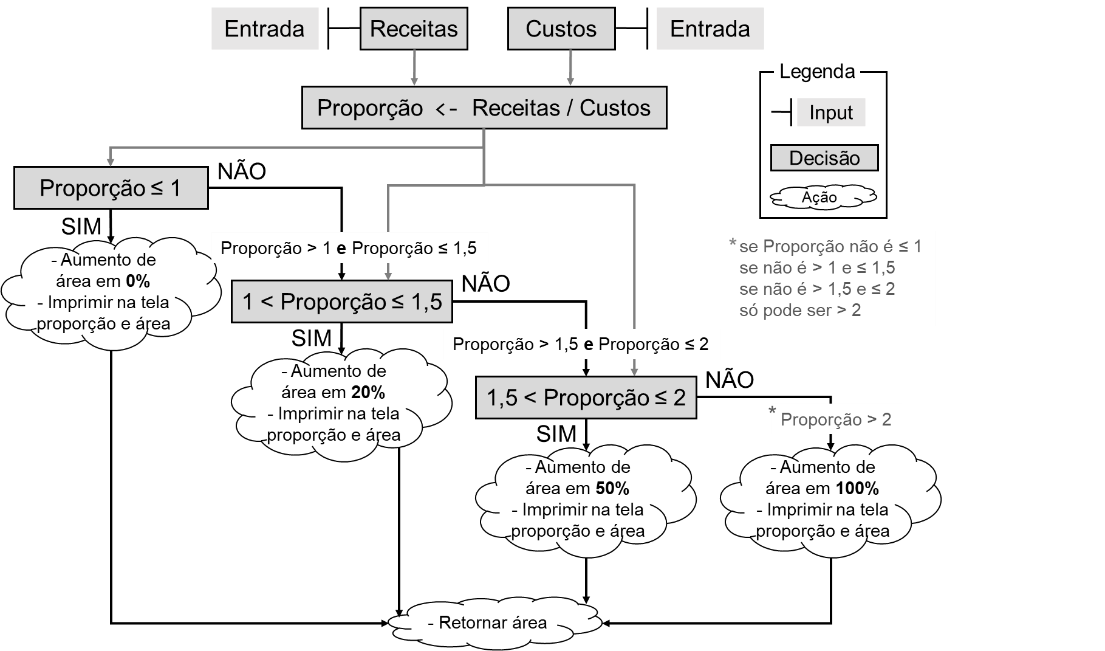 Entrada
Receitas
Custos
Entrada
Proporção <- Receitas / Custos
Legenda
Input
Decisão
Ação
Proporção ≤ 1
NÃO
SIM
- Aumento de
área em 0%
- Imprimir na tela
proporção e área
Proporção > 1 e Proporção ≤ 1,5
* se Proporção não é ≤ 1
se não é > 1 e ≤ 1,5
se não é > 1,5 e ≤ 2
só pode ser > 2
1 < Proporção ≤ 1,5
NÃO
SIM
- Aumento de
área em 20%
- Imprimir na tela
proporção e área
Proporção > 1,5 e Proporção ≤ 2
1,5 < Proporção ≤ 2
NÃO
* Proporção > 2
SIM
- Aumento de
área em 50%
- Imprimir na tela
proporção e área
- Aumento de
área em 100%
- Imprimir na tela
proporção e área
- Retornar área